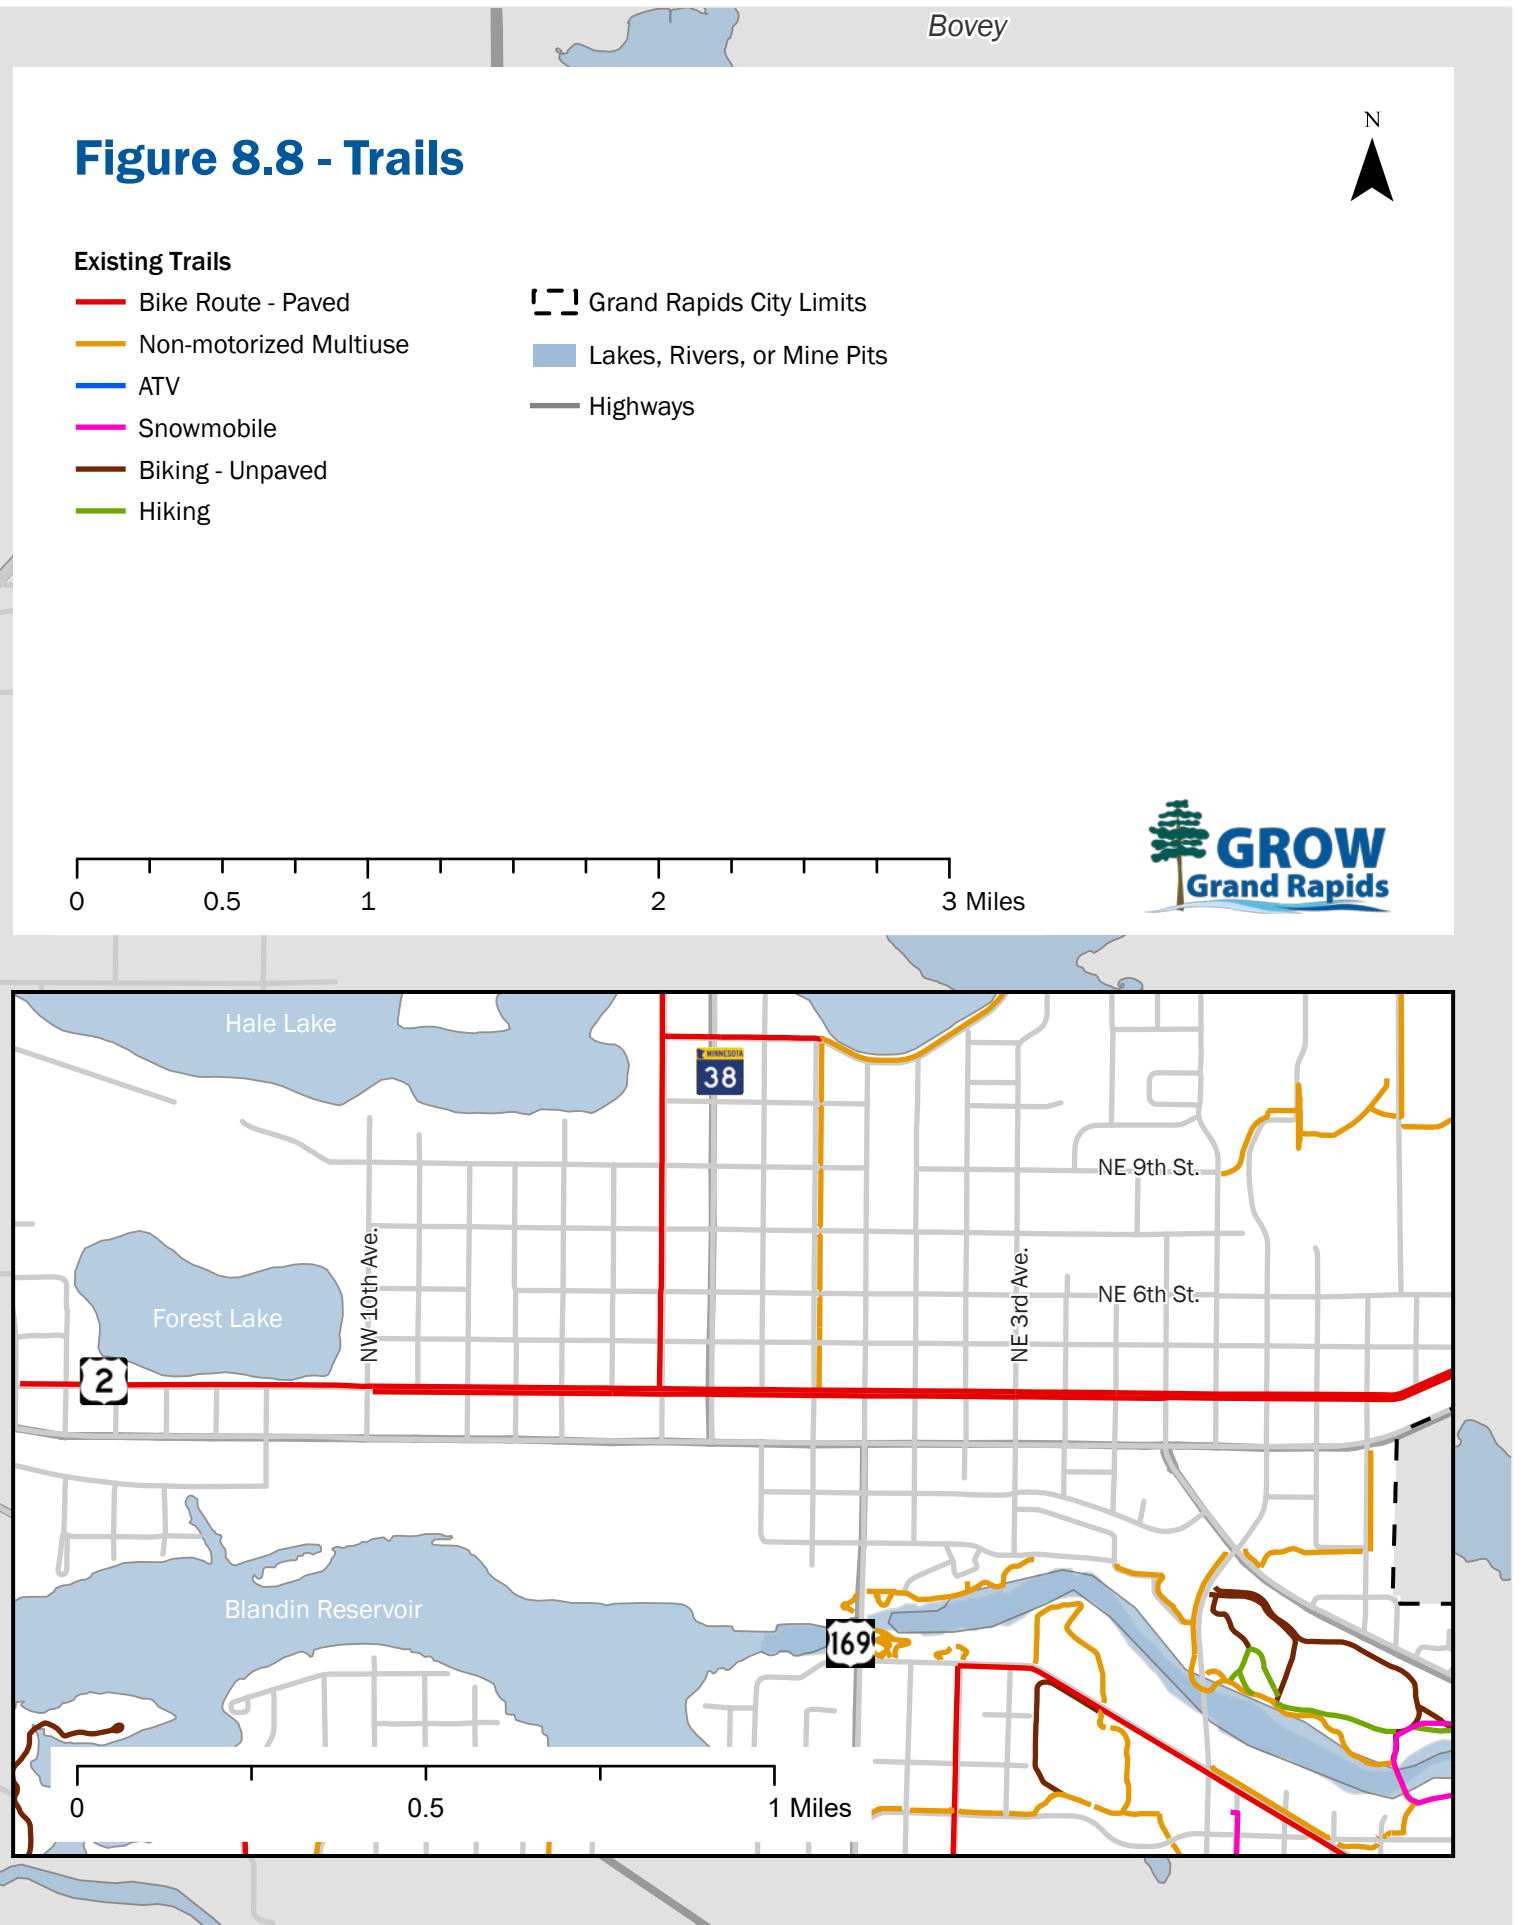 Bovey
N
Figure 8.8 - Trails
Existing Trails
Bike Route - Paved
Non-motorized Multiuse
ATV
Snowmobile
Biking - Unpaved
Hiking
Grand Rapids City Limits
Lakes, Rivers, or Mine Pits
Highways
0 0.5 1 2 3 Miles
GROW
Grand Rapids
Hale Lake
MINNESOTA
38
NE 9th St.
NW 10th Ave.
NE 3rd Ave.
NE 6th St.
Forest Lake
2
Blandin Reservoir
169
0 0.5 1 Miles